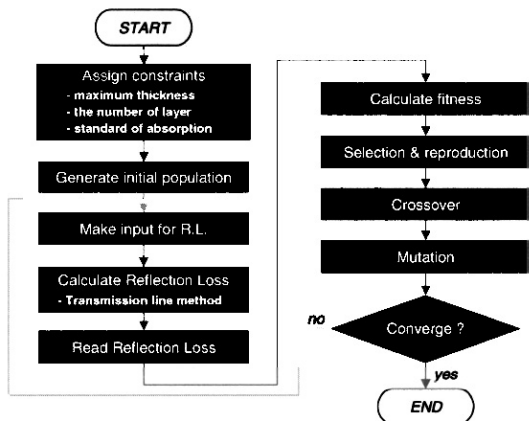 START
Assign constraints
- maximum thickness
- the number of layer
- standard of absorption
Generate initial population
Make input for R.L.
Calculate Reflection Loss
- Transmission line method
Read Reflection Loss
Calculate fitness
Selection & reproduction
Crossover
Mutation
Converge ?
no
yes
END